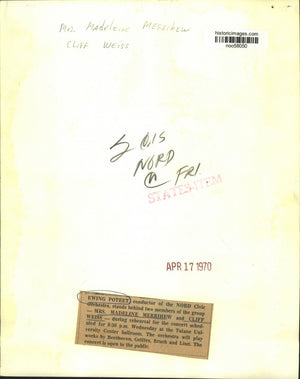 Mrs. Madeline Merrihew
Cliff Weiss
historicimages.com
noo58050
2 C15
NORD
FRI
STATES-ITEM
APR 17 1970
EWING POTEET, conductor of the NORD Civic
Orchestra, stands behind two members of the group
— MRS. MADELINE MERRIHEW and CLIFF
WEISS — during rehearsal for the concert sched-
uled for 8:30 p.m. Wednesday at the Tulane Uni-
versity Center ballroom. The orchestra will play
works by Beethoven, Griffes, Bruch and Liszt. The
concert is open to the public.